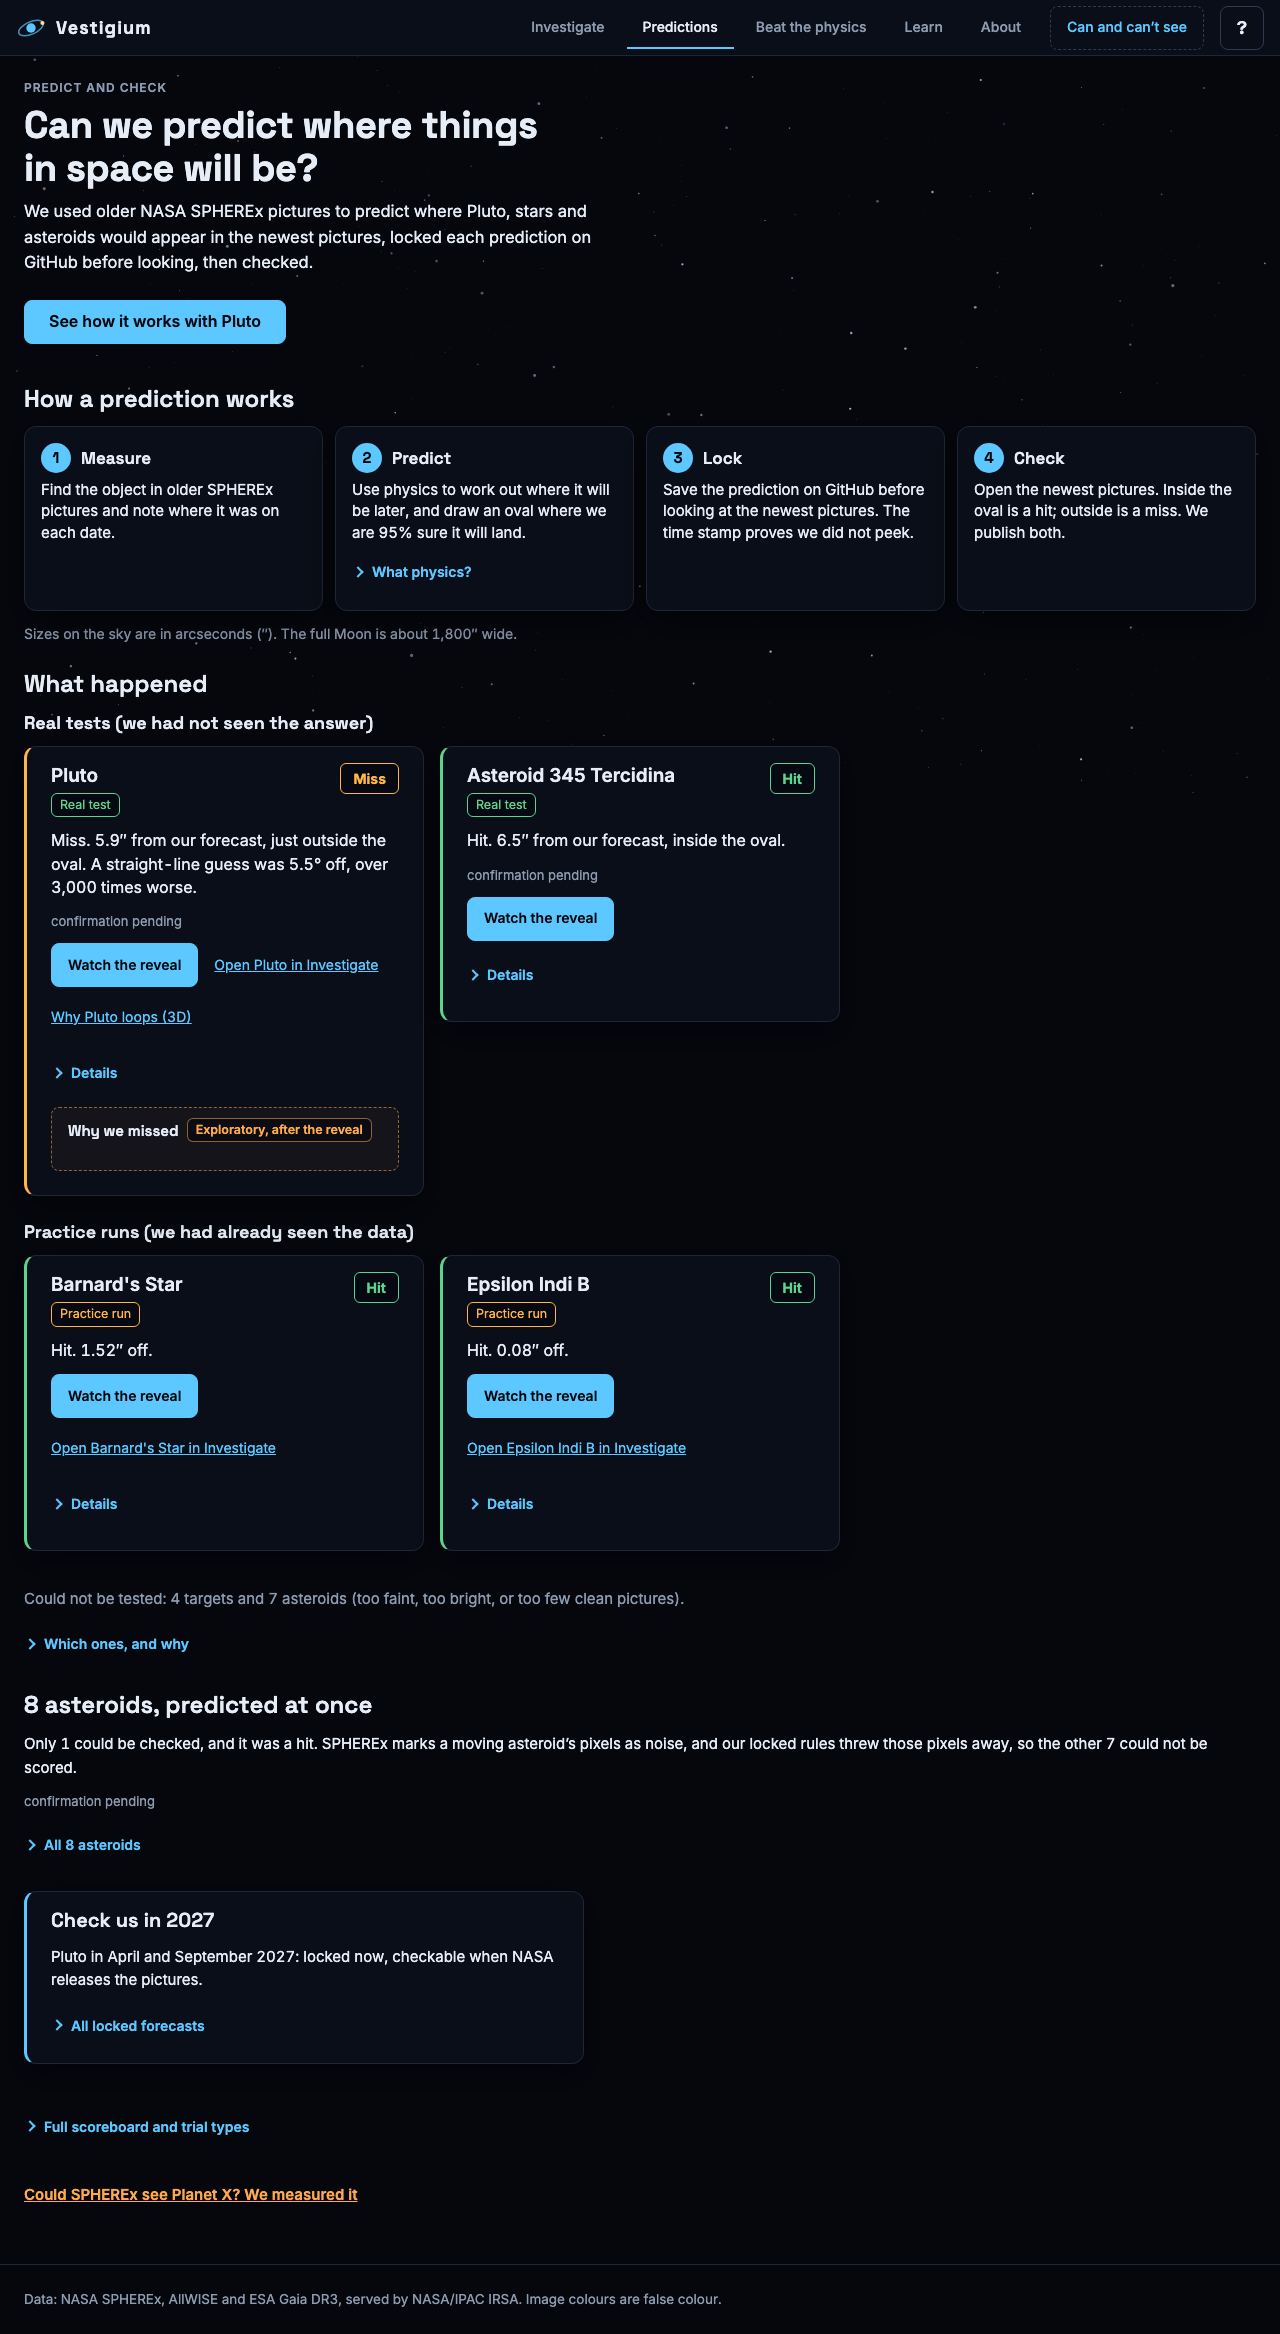 Vestigium
Investigate
Predictions
Beat the physics
Learn
About
Can and can't see
?
PREDICT AND CHECK
Can we predict where things
in space will be?
We used older NASA SPHEREx pictures to predict where Pluto, stars and
asteroids would appear in the newest pictures, locked each prediction on
GitHub before looking, then checked.
See how it works with Pluto
How a prediction works
1 Measure
Find the object in older SPHEREx
pictures and note where it was on
each date.
2 Predict
Use physics to work out where it will
be later, and draw an oval where we
are 95% sure it will land.
What physics?
3 Lock
Save the prediction on GitHub before
looking at the newest pictures. The
time stamp proves we did not peek.
4 Check
Open the newest pictures. Inside the
oval is a hit; outside is a miss. We
publish both.
Sizes on the sky are in arcseconds (″). The full Moon is about 1,800″ wide.
What happened
Real tests (we had not seen the answer)
Pluto
Miss
Real test
Miss. 5.9″ from our forecast, just outside the
oval. A straight-line guess was 5.5° off, over
3,000 times worse.
confirmation pending
Watch the reveal
Open Pluto in Investigate
Why Pluto loops (3D)
Details
Why we missed
Exploratory, after the reveal
Asteroid 345 Tercidina
Hit
Real test
Hit. 6.5″ from our forecast, inside the oval.
confirmation pending
Watch the reveal
Details
Practice runs (we had already seen the data)
Barnard's Star
Hit
Practice run
Hit. 1.52″ off.
Watch the reveal
Open Barnard's Star in Investigate
Details
Epsilon Indi B
Hit
Practice run
Hit. 0.08″ off.
Watch the reveal
Open Epsilon Indi B in Investigate
Details
Could not be tested: 4 targets and 7 asteroids (too faint, too bright, or too few clean pictures).
Which ones, and why
8 asteroids, predicted at once
Only 1 could be checked, and it was a hit. SPHEREx marks a moving asteroid's pixels as noise, and our locked rules threw those pixels away, so the other 7 could not be
scored.
confirmation pending
All 8 asteroids
Check us in 2027
Pluto in April and September 2027: locked now, checkable when NASA
releases the pictures.
All locked forecasts
Full scoreboard and trial types
Could SPHEREx see Planet X? We measured it
Data: NASA SPHEREx, AllWISE and ESA Gaia DR3, served by NASA/IPAC IRSA. Image colours are false colour.